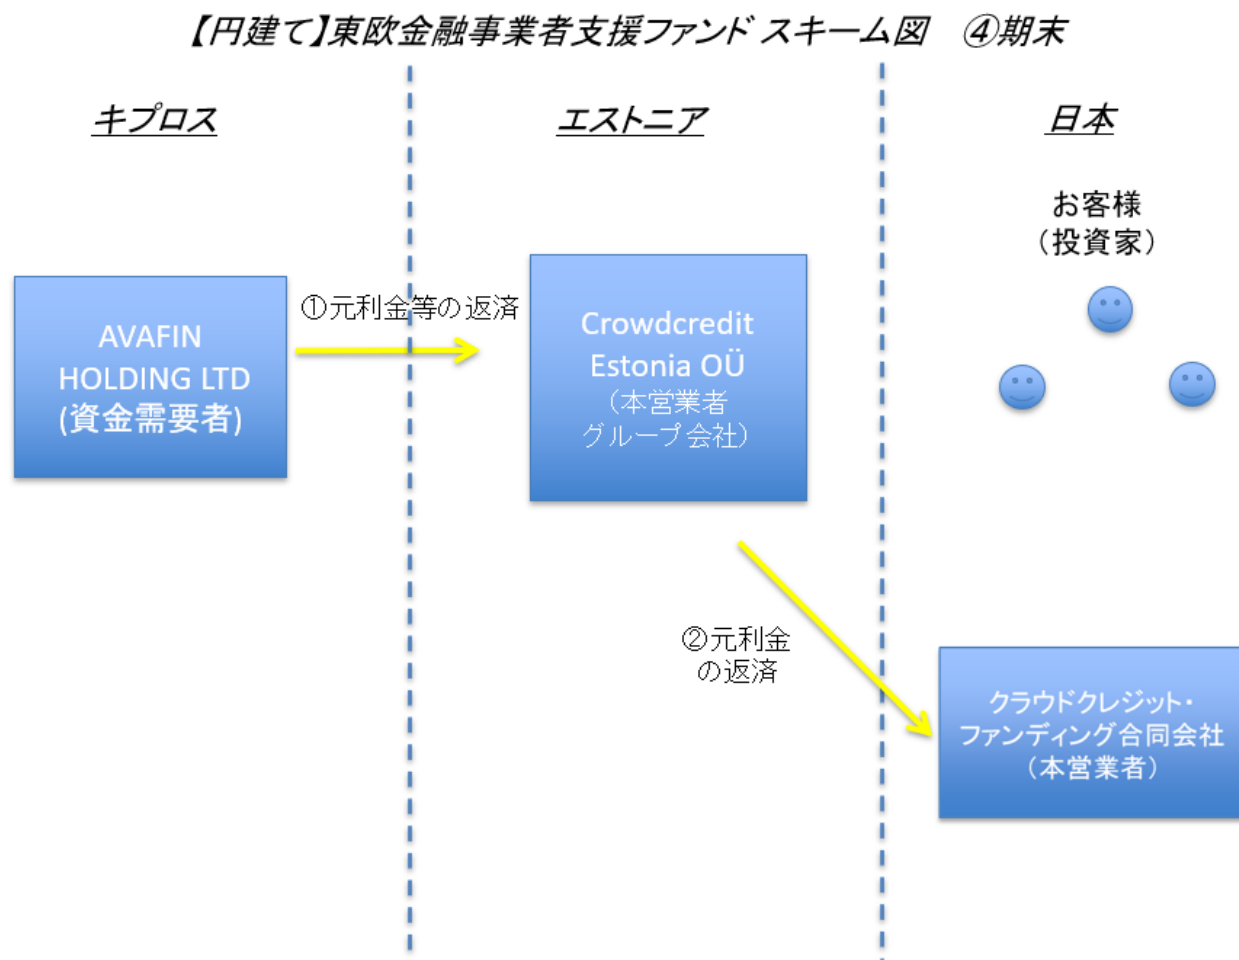 【円建て】東欧金融事業者支援ファンド スキーム図　④期末
キプロス
エストニア
日本
お客様
（投資家）
AVAFIN
HOLDING LTD
(資金需要者)
①元利金等の返済
Crowdcredit
Estonia OÜ
（本営業者
グループ会社）
②元利金
の返済
クラウドクレジット・
ファンディング合同会社
（本営業者）